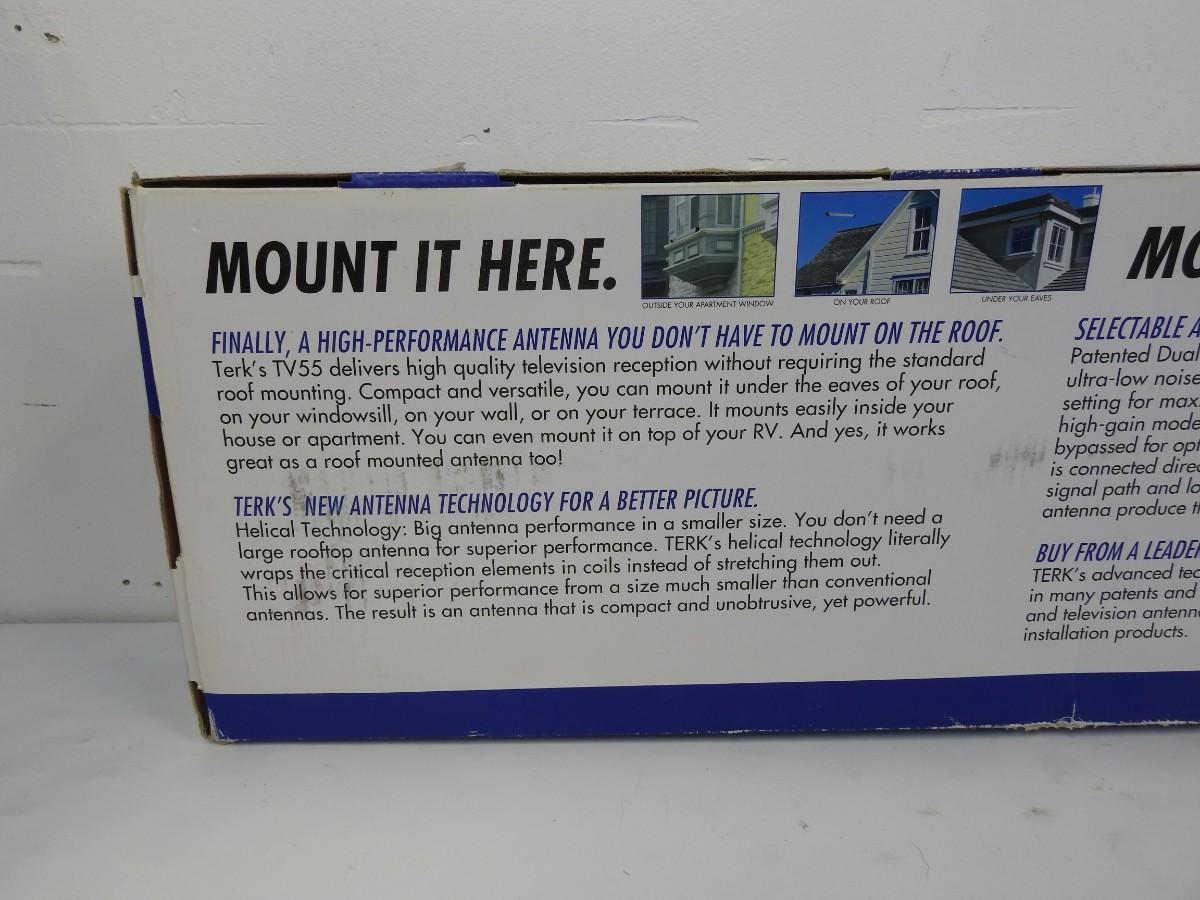 MOUNT IT HERE.
OUTSIDE YOUR APARTMENT WINDOW
ON YOUR ROOF
UNDER YOUR EAVES
FINALLY, A HIGH-PERFORMANCE ANTENNA YOU DON'T HAVE TO MOUNT ON THE ROOF.
Terk's TV55 delivers high quality television reception without requiring the standard
roof mounting. Compact and versatile, you can mount it under the eaves of your roof,
on your windowsill, on your wall, or on your terrace. It mounts easily inside your
house or apartment. You can even mount it on top of your RV. And yes, it works
great as a roof mounted antenna too!
TERK'S NEW ANTENNA TECHNOLOGY FOR A BETTER PICTURE.
Helical Technology: Big antenna performance in a smaller size. You don't need a
large rooftop antenna for superior performance. TERK's helical technology literally
wraps the critical reception elements in coils instead of stretching them out.
This allows for superior performance from a size much smaller than conventional
antennas. The result is an antenna that is compact and unobtrusive, yet powerful.
MO
SELECTABLE A
Patented Dual
ultra-low noise
setting for max
high-gain mode
bypassed for op
is connected direc
signal path and lo
antenna produce th
BUY FROM A LEADER
TERK's advanced tec
in many patents and
and television antenn
installation products.